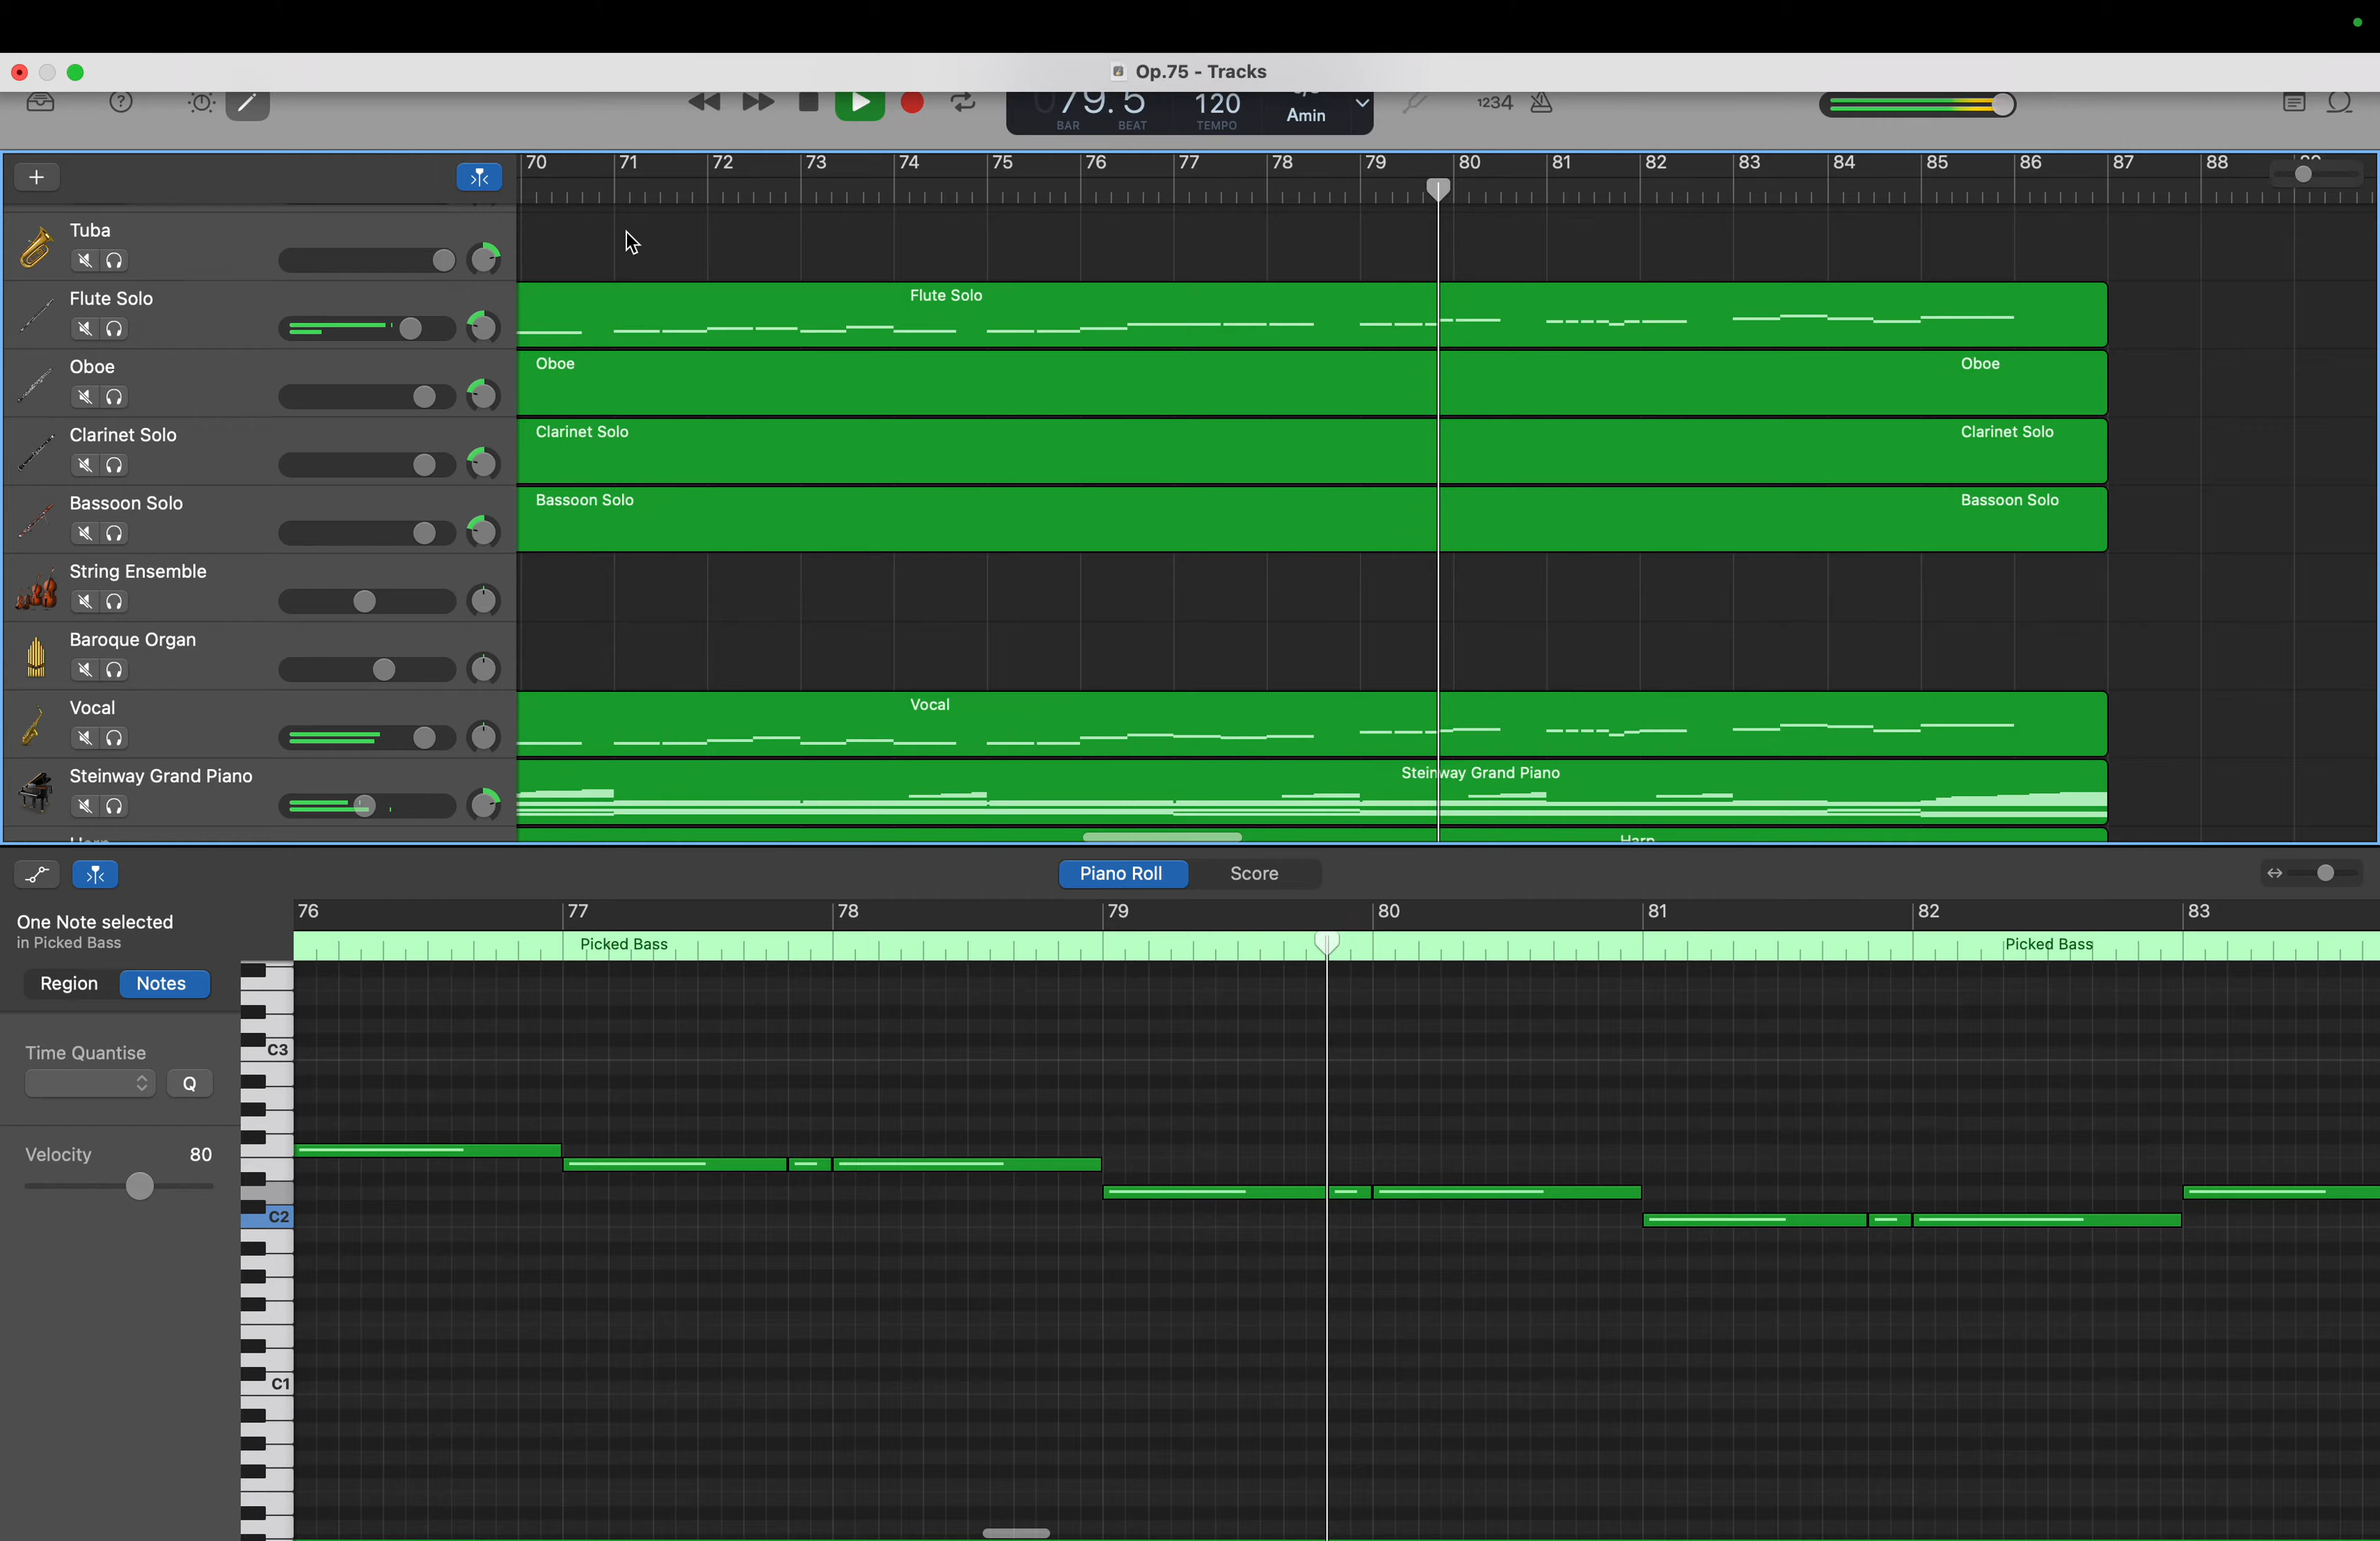 Op.75 - Tracks
79.5 120
1234 Amin
BAR BEAT TEMPO
70 71 72 73 74 75 76 77 78 79 80 81 82 83 84 85 86 87 88
Tuba
Flute Solo Flute Solo
Oboe Oboe Oboe
Clarinet Solo Clarinet Solo Clarinet Solo
Bassoon Solo Bassoon Solo Bassoon Solo
String Ensemble
Baroque Organ
Vocal Vocal
Steinway Grand Piano Steinway Grand Piano
Harp Harp
Piano Roll Score
76 77 78 79 80 81 82 83
One Note selected
in Picked Bass Picked Bass Picked Bass
Region Notes
C3
Time Quantise
Q
Velocity 80
C2
C1